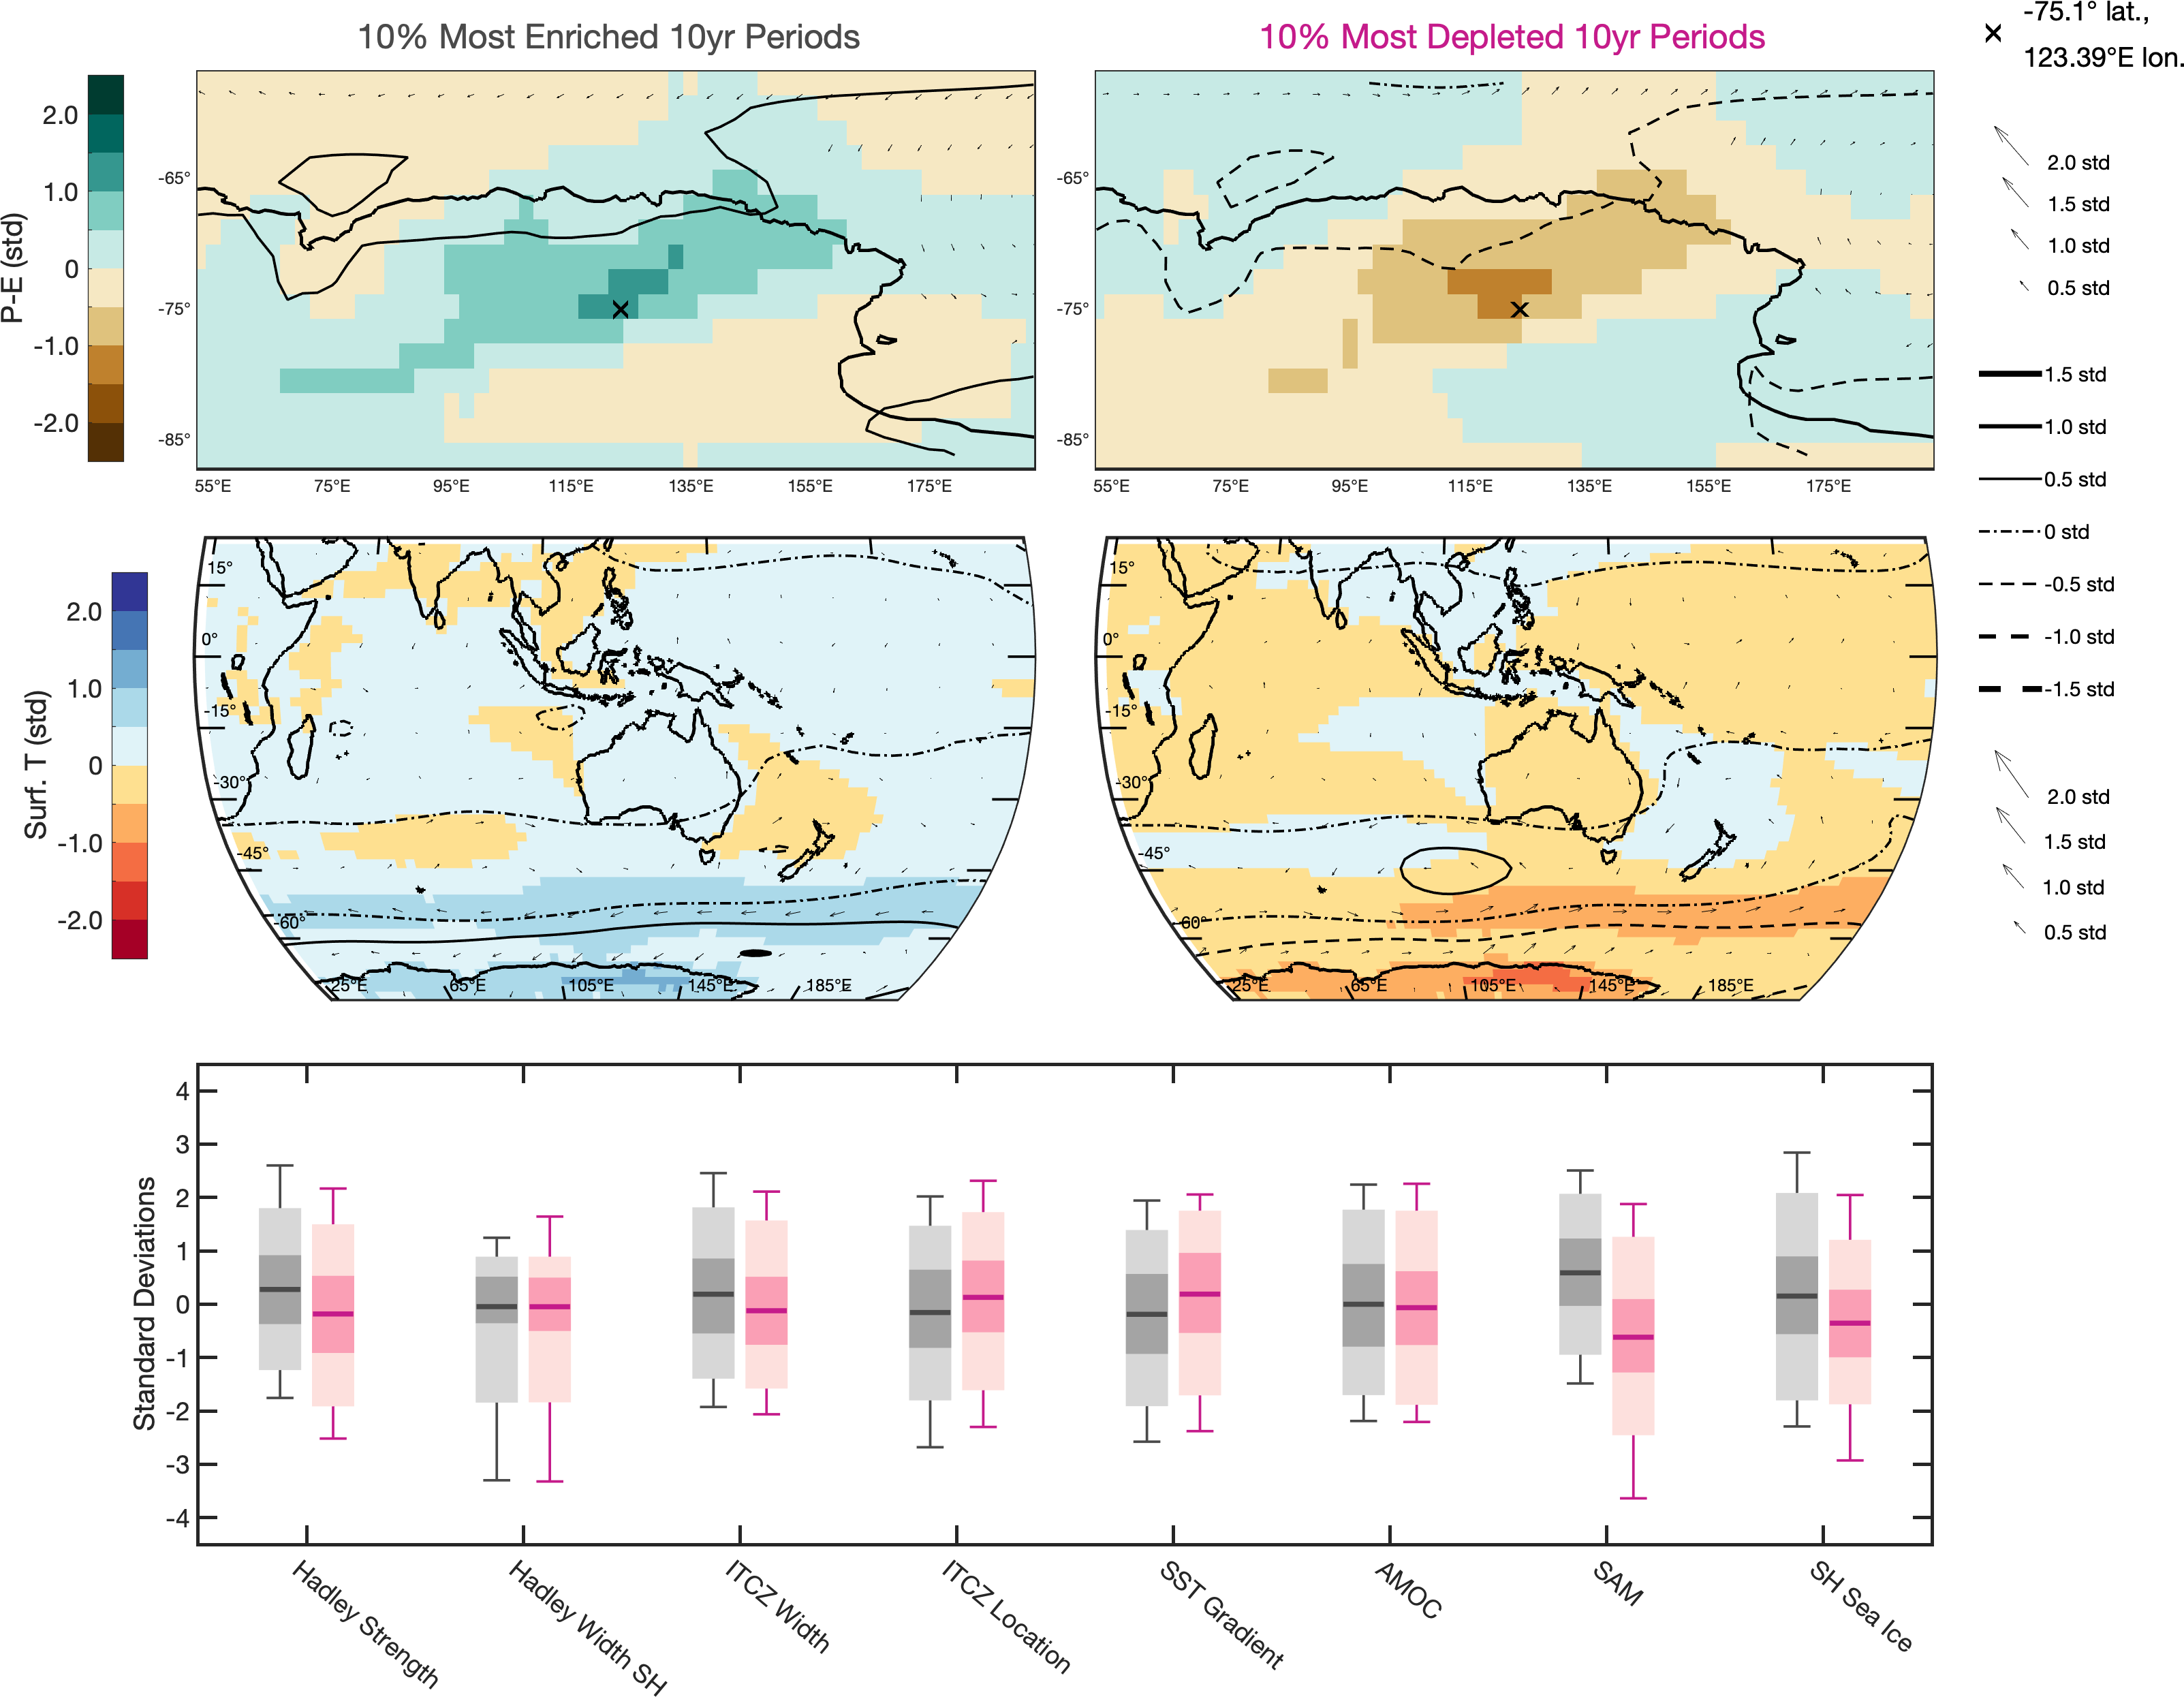 10% Most Enriched 10yr Periods
10% Most Depleted 10yr Periods
-75.1° lat.,
123.39°E lon.
P-E (std)
2.0
1.0
0
-1.0
-2.0
-65°
-75°
-85°
55°E
75°E
95°E
115°E
135°E
155°E
175°E
-65°
-75°
-85°
55°E
75°E
95°E
115°E
135°E
155°E
175°E
2.0 std
1.5 std
1.0 std
0.5 std
1.5 std
1.0 std
0.5 std
0 std
-0.5 std
-1.0 std
-1.5 std
Surf. T (std)
2.0
1.0
0
-1.0
-2.0
15°
0°
-15°
-30°
-45°
-60°
25°E
65°E
105°E
145°E
185°E
15°
0°
-15°
-30°
-45°
-60°
25°E
65°E
105°E
145°E
185°E
2.0 std
1.5 std
1.0 std
0.5 std
Standard Deviations
4
3
2
1
0
-1
-2
-3
-4
Hadley Strength
Hadley Width SH
ITCZ Width
ITCZ Location
SST Gradient
AMOC
SAM
SH Sea Ice